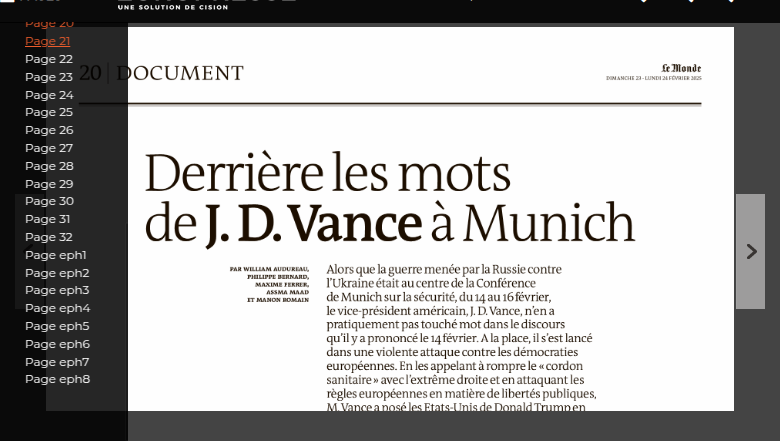 UNE SOLUTION DE CISION
Page 20
Page 21
Page 22
Page 23
Page 24
Page 25
Page 26
Page 27
Page 28
Page 29
Page 30
Page 31
Page 32
Page eph1
Page eph2
Page eph3
Page eph4
Page eph5
Page eph6
Page eph7
Page eph8
20 | DOCUMENT
Le Monde
DIMANCHE 23 - LUNDI 24 FÉVRIER 2025
Derrière les mots
de J. D. Vance à Munich
PAR WILLIAM AUDUREAU,
PHILIPPE BERNARD,
MAXIME FERRER,
ASSMA MAAD
ET MANON ROMAIN
Alors que la guerre menée par la Russie contre
l'Ukraine était au centre de la Conférence
de Munich sur la sécurité, du 14 au 16 février,
le vice-président américain, J. D. Vance, n'en a
pratiquement pas touché mot dans le discours
qu'il y a prononcé le 14 février. A la place, il s'est lancé
dans une violente attaque contre les démocraties
européennes. En les appelant à rompre le « cordon
sanitaire » avec l'extrême droite et en attaquant les
règles européennes en matière de libertés publiques,
M. Vance a posé les Etats-Unis de Donald Trump en